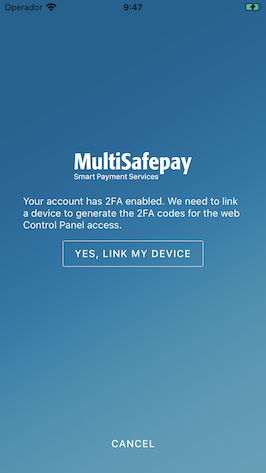 Operador 9:47
MultiSafepay
Smart Payment Services
Your account has 2FA enabled. We need to link
a device to generate the 2FA codes for the web
Control Panel access.
YES, LINK MY DEVICE
CANCEL